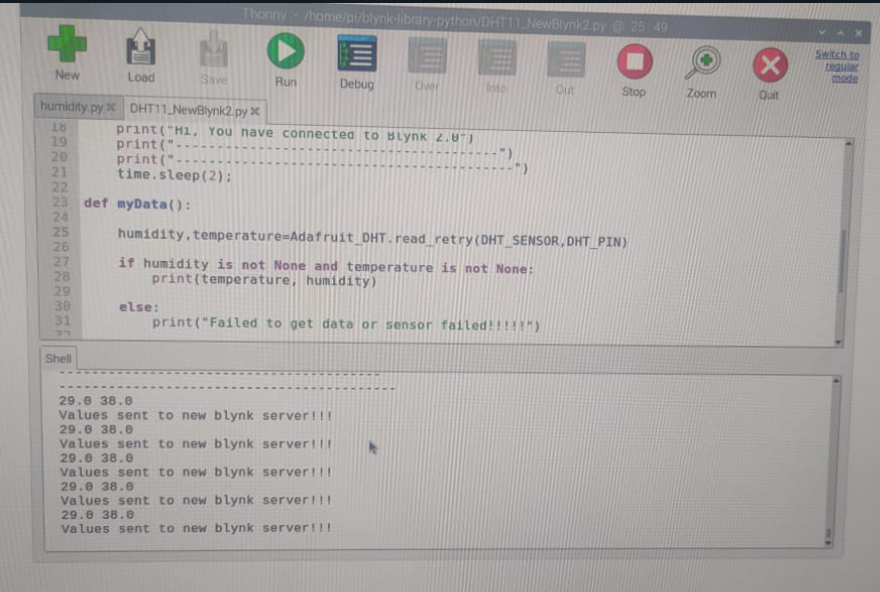 Thonny - /home/pi/blynk-library-python/DHT11_NewBlynk2.py @ 25 : 49
New Load Save Run Debug Over Into Out Stop Zoom Quit
Switch to
regular
mode
humidity.py DHT11_NewBlynk2.py
18 print("Hi, You have connected to Blynk 2.0")
19 print("--------------------------------------")
20 print("----------------------------------------")
21 time.sleep(2);
22
23 def myData():
24
25 humidity,temperature=Adafruit_DHT.read_retry(DHT_SENSOR,DHT_PIN)
26
27 if humidity is not None and temperature is not None:
28 print(temperature, humidity)
29
30 else:
31 print("Failed to get data or sensor failed!!!!!")
Shell
--------------------------------------
----------------------------------------
29.0 38.0
Values sent to new blynk server!!!
29.0 38.0
Values sent to new blynk server!!!
29.0 38.0
Values sent to new blynk server!!!
29.0 38.0
Values sent to new blynk server!!!
29.0 38.0
Values sent to new blynk server!!!